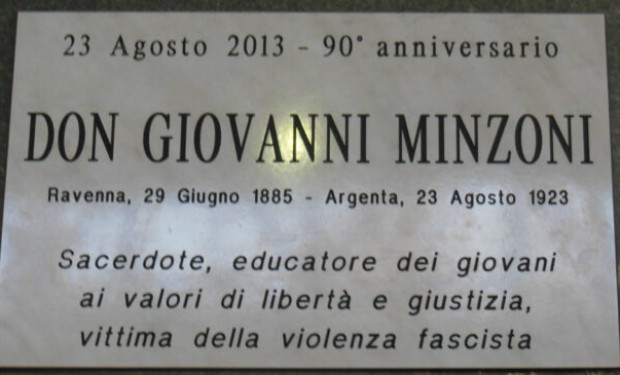 23 Agosto 2013 - 90° anniversario
DON GIOVANNI MINZONI
Ravenna, 29 Giugno 1885 - Argenta, 23 Agosto 1923
Sacerdote, educatore dei giovani
ai valori di libertà e giustizia,
vittima della violenza fascista